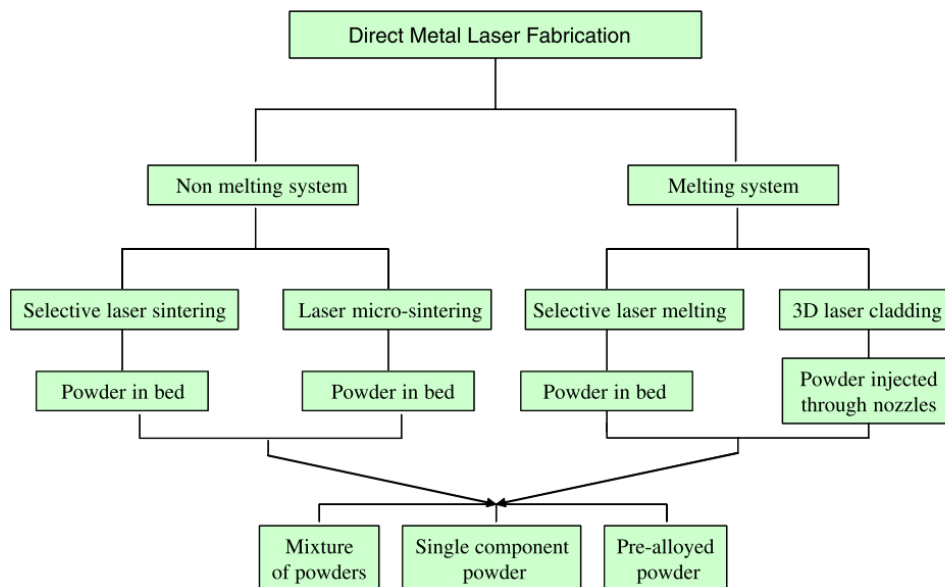 Direct Metal Laser Fabrication
Non melting system
Melting system
Selective laser sintering
Laser micro-sintering
Selective laser melting
3D laser cladding
Powder in bed
Powder in bed
Powder in bed
Powder injected
through nozzles
Mixture
of powders
Single component
powder
Pre-alloyed
powder